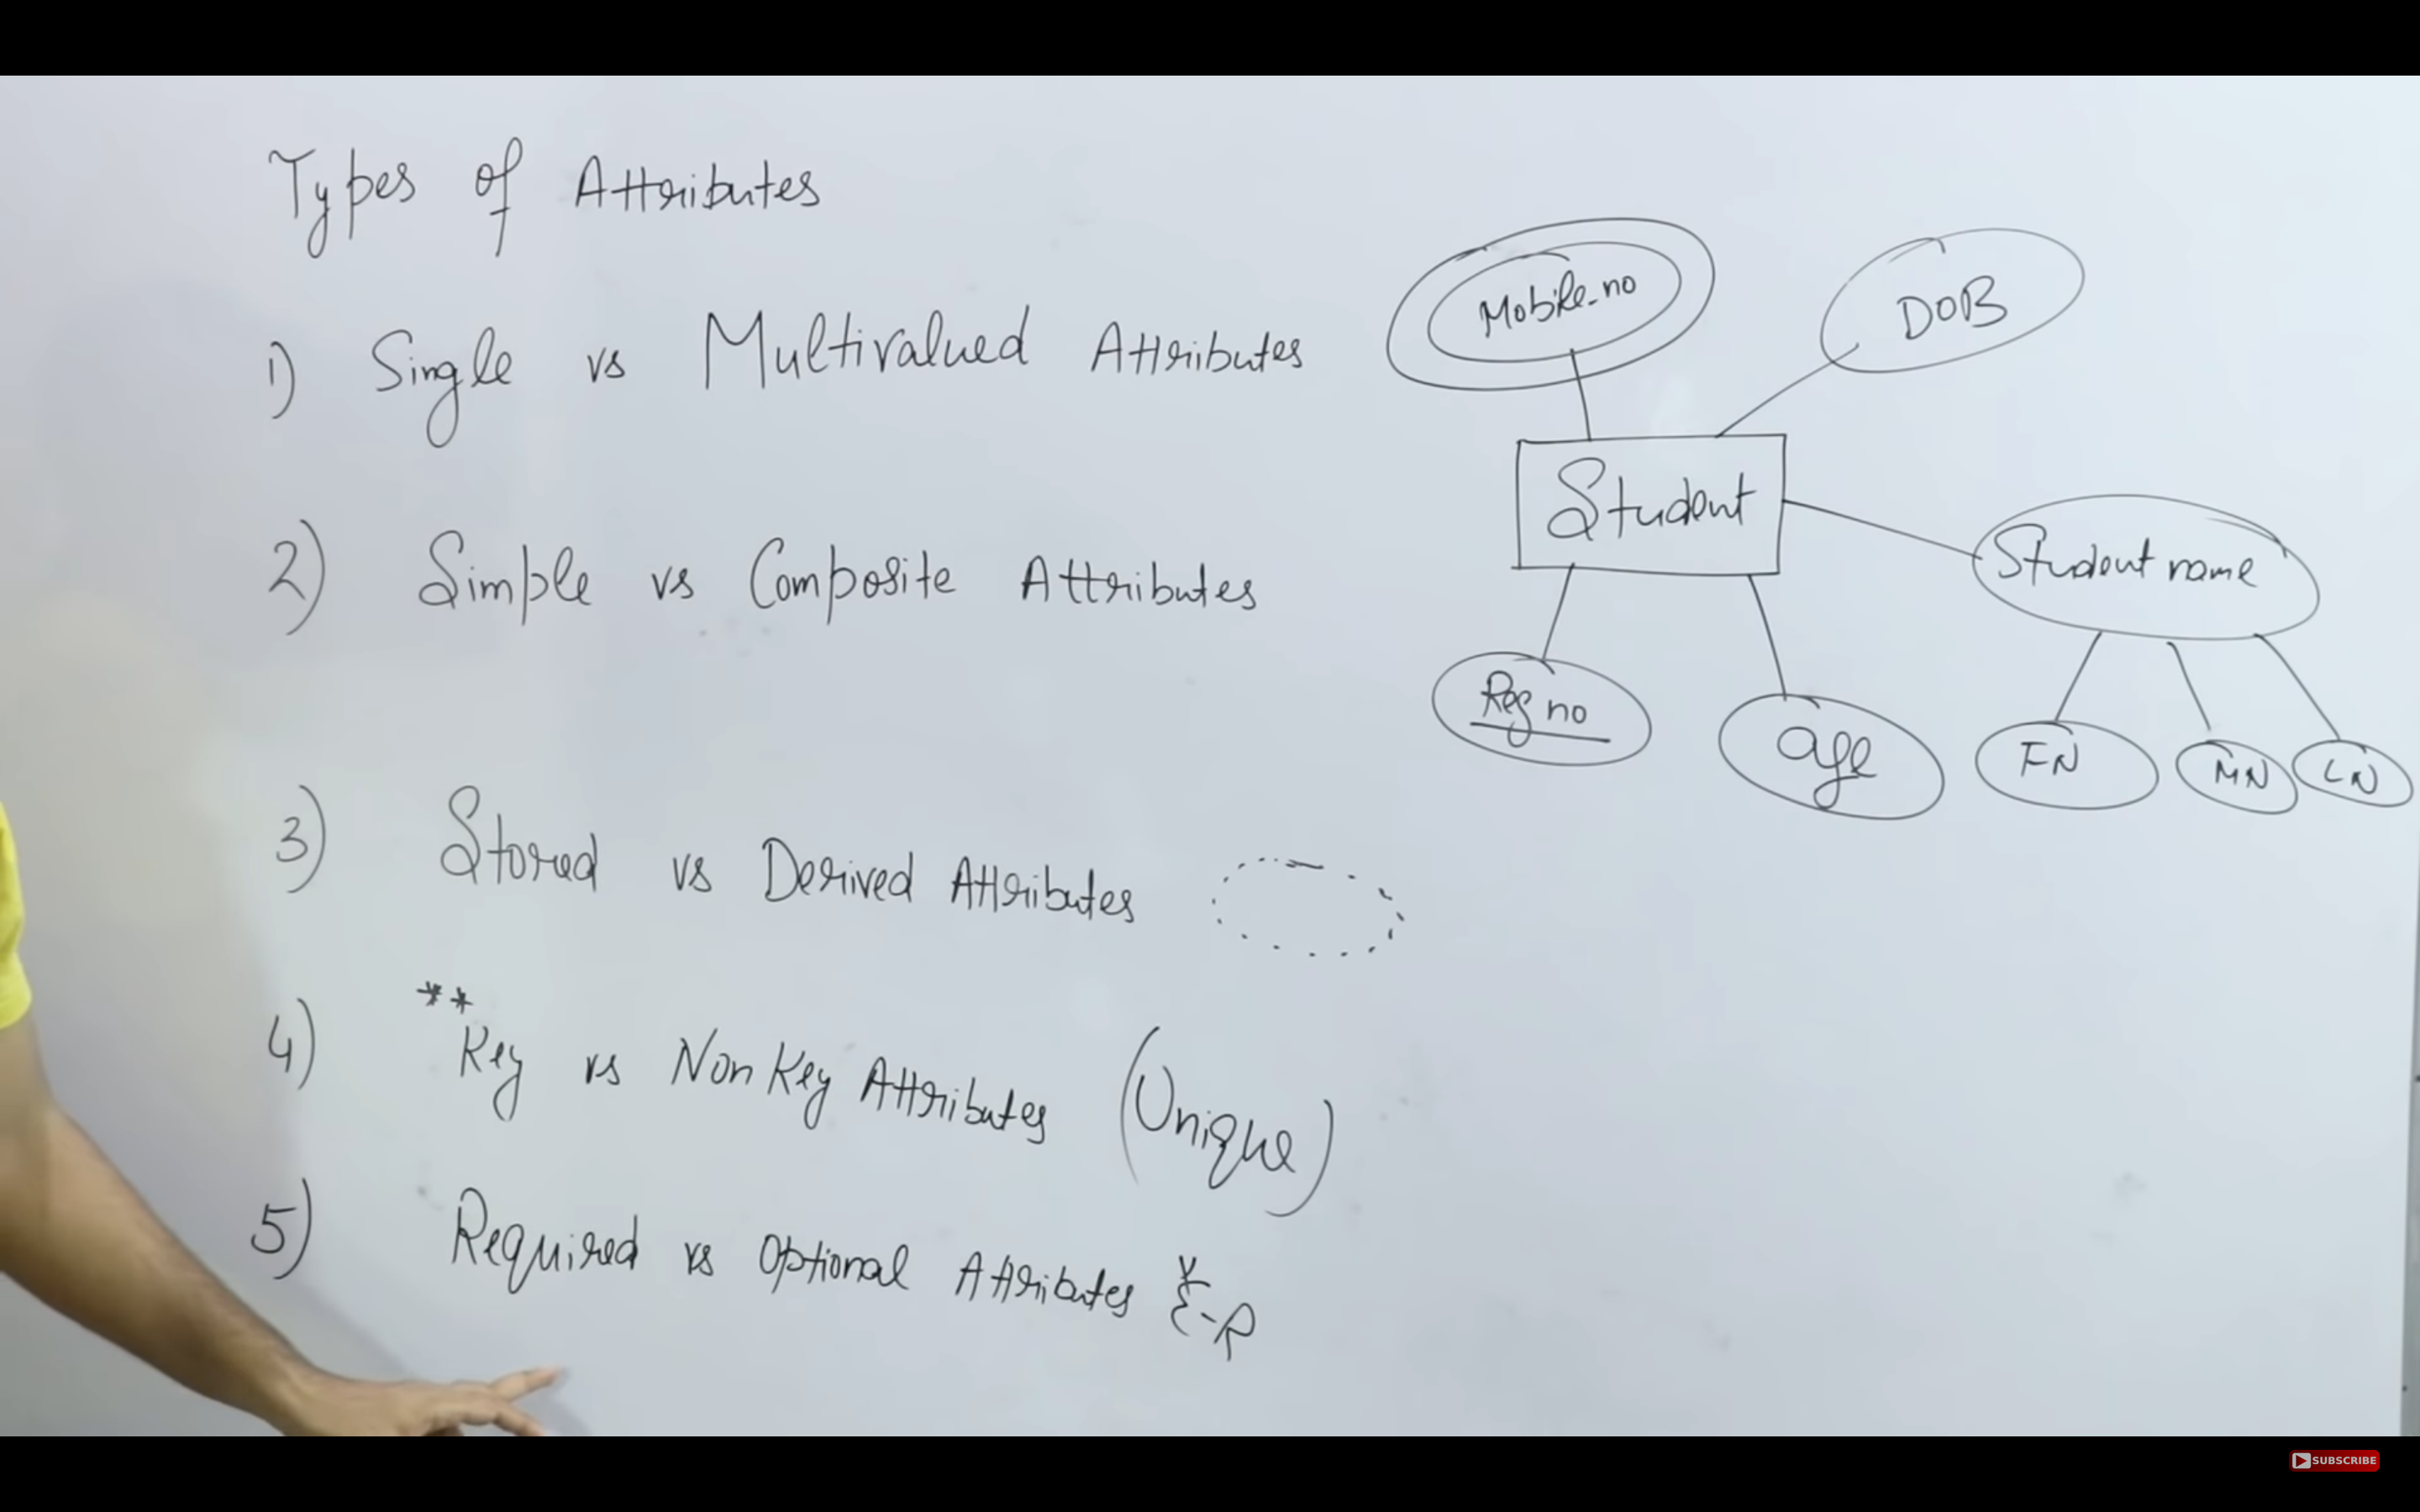 Types of Attributes
1) Single vs Multivalued Attributes
2) Simple vs Composite Attributes
3) Stored vs Derived Attributes
4) ** Key vs Non Key Attributes (Unique)
5) Required vs Optional Attributes E-R
Mobile-no
DOB
Student
Student name
Reg no
age
FN
MN
LN
SUBSCRIBE